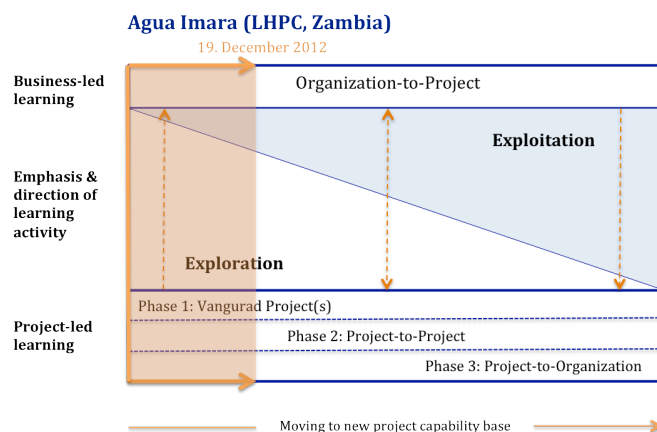 Agua Imara (LHPC, Zambia)
19. December 2012
Business-led
learning
Organization-to-Project
Exploitation
Emphasis &
direction of
learning
activity
Exploration
Phase 1: Vangurad Project(s)
Project-led
learning
Phase 2: Project-to-Project
Phase 3: Project-to-Organization
Moving to new project capability base